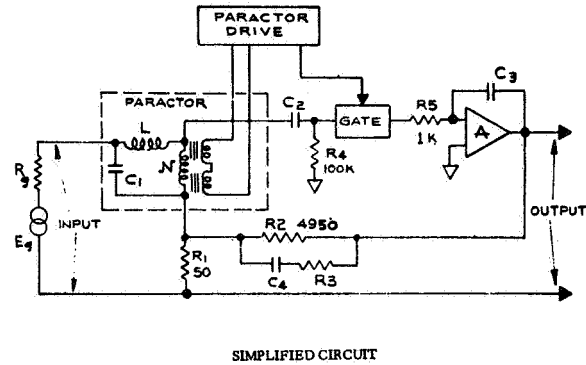 PARACTOR
DRIVE
PARACTOR
L
C1
N
C2
GATE
R4
100K
R5
1K
C3
A
Rg
Eg
INPUT
R1
50
R2 4950
C4
R3
OUTPUT
SIMPLIFIED CIRCUIT